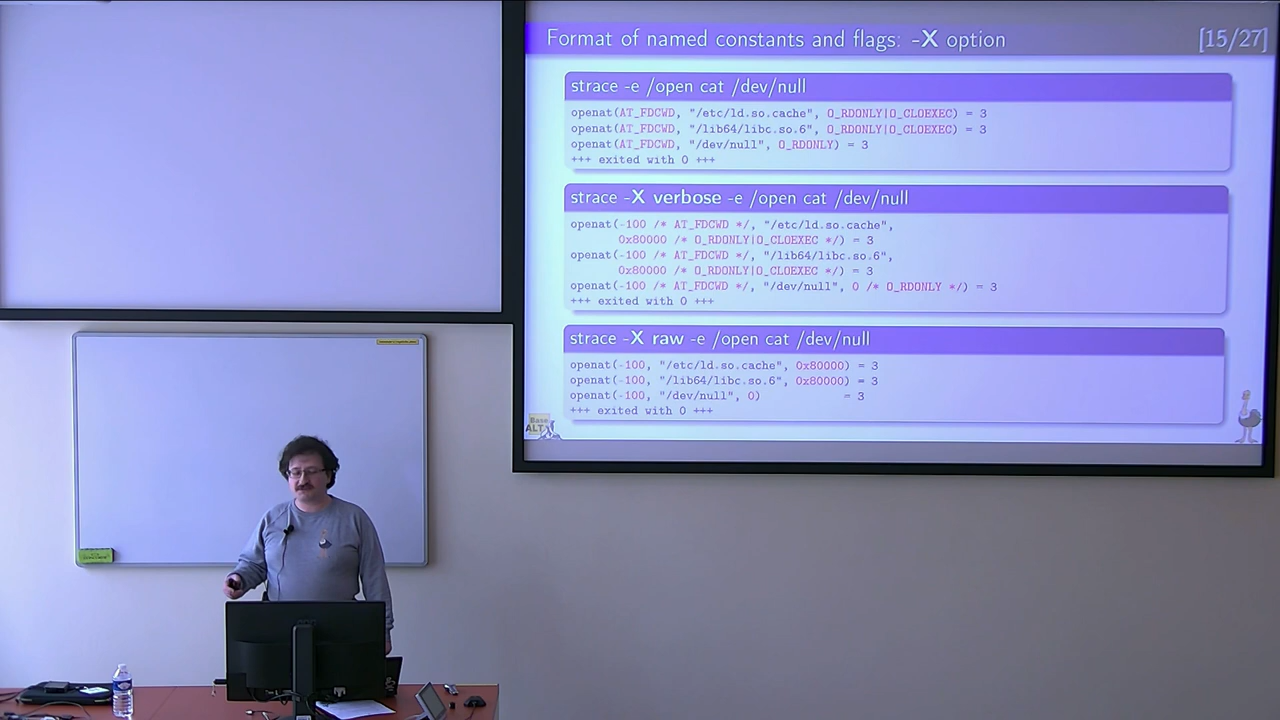 Format of named constants and flags: -X option
[15/27]
strace -e /open cat /dev/null
openat(AT_FDCWD, "/etc/ld.so.cache", O_RDONLY|O_CLOEXEC) = 3
openat(AT_FDCWD, "/lib64/libc.so.6", O_RDONLY|O_CLOEXEC) = 3
openat(AT_FDCWD, "/dev/null", O_RDONLY) = 3
+++ exited with 0 +++
strace -X verbose -e /open cat /dev/null
openat(-100 /* AT_FDCWD */, "/etc/ld.so.cache",
0x80000 /* O_RDONLY|O_CLOEXEC */) = 3
openat(-100 /* AT_FDCWD */, "/lib64/libc.so.6",
0x80000 /* O_RDONLY|O_CLOEXEC */) = 3
openat(-100 /* AT_FDCWD */, "/dev/null", 0 /* O_RDONLY */) = 3
+++ exited with 0 +++
strace -X raw -e /open cat /dev/null
openat(-100, "/etc/ld.so.cache", 0x80000) = 3
openat(-100, "/lib64/libc.so.6", 0x80000) = 3
openat(-100, "/dev/null", 0) = 3
+++ exited with 0 +++
Base
ALT